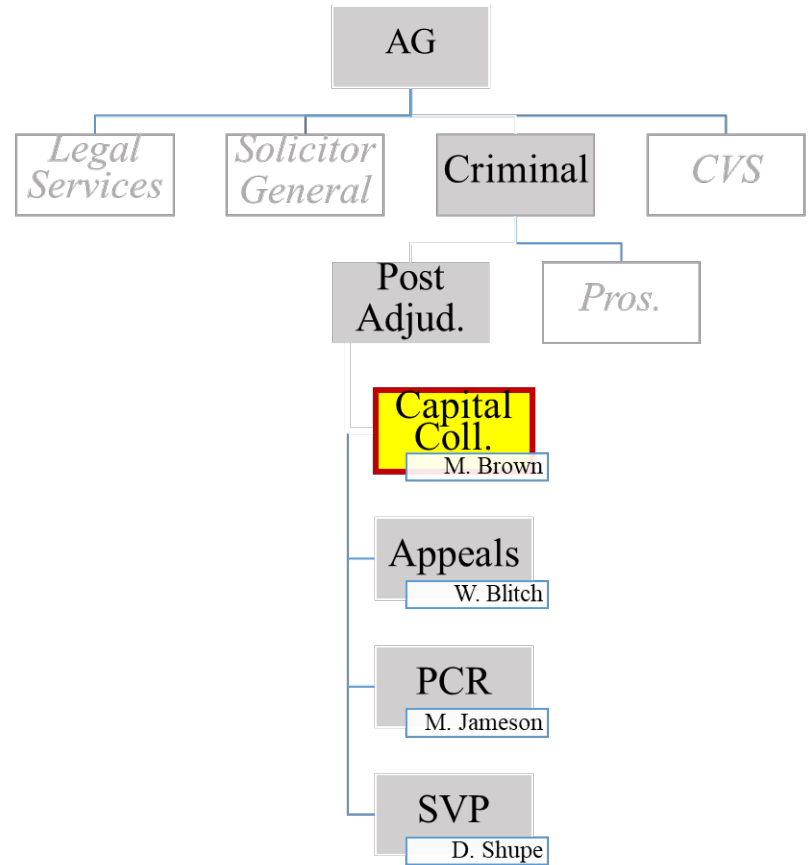 AG
Legal
Services
Solicitor
General
Criminal
CVS
Post
Adjud.
Pros.
Capital
Coll.
M. Brown
Appeals
W. Blitch
PCR
M. Jameson
SVP
D. Shupe